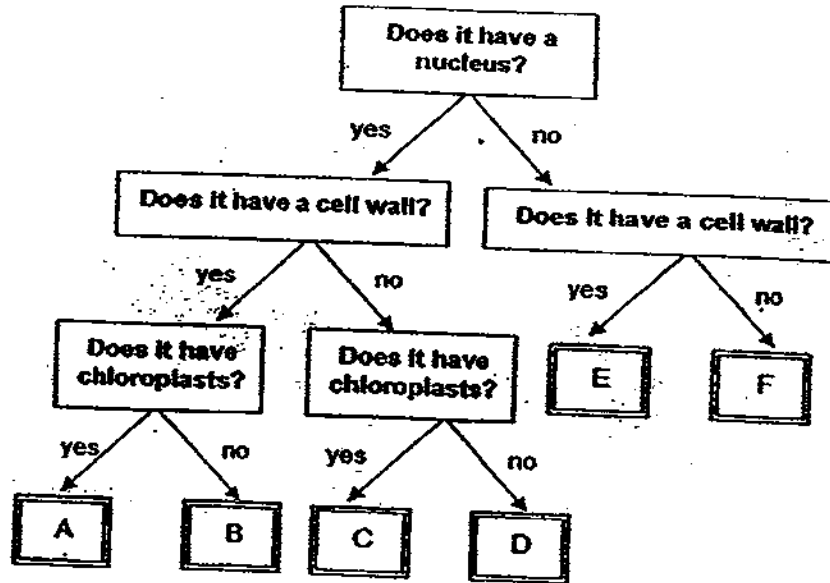 Does it have a
nucleus?
yes
no
Does it have a cell wall?
Does it have a cell wall?
yes
no
yes
no
Does it have
chloroplasts?
Does it have
chloroplasts?
E
F
yes
no
yes
no
A
B
C
D